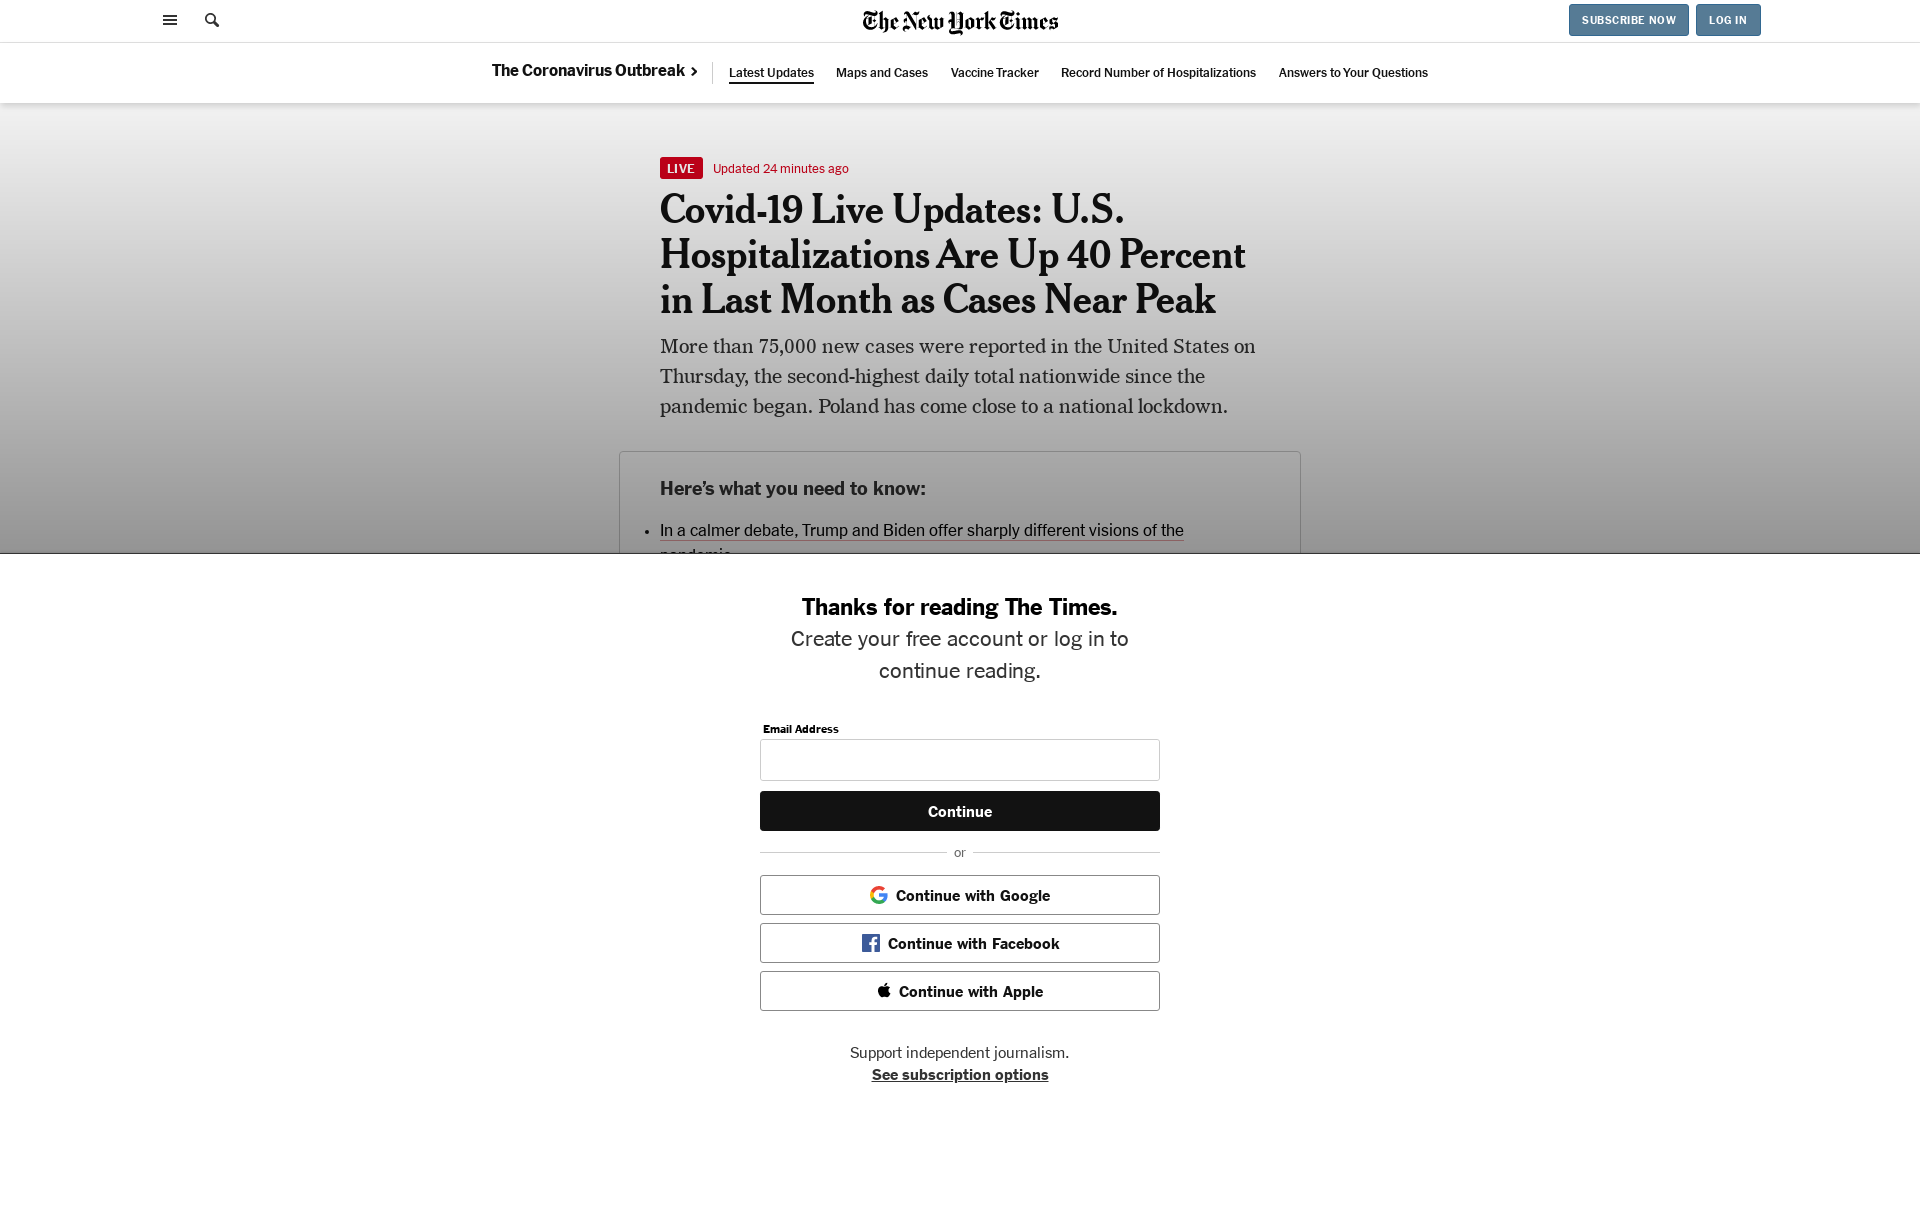 The New York Times
SUBSCRIBE NOW
LOG IN
The Coronavirus Outbreak
Latest Updates
Maps and Cases
Vaccine Tracker
Record Number of Hospitalizations
Answers to Your Questions
LIVE
Updated 24 minutes ago
Covid-19 Live Updates: U.S.
Hospitalizations Are Up 40 Percent
in Last Month as Cases Near Peak
More than 75,000 new cases were reported in the United States on
Thursday, the second-highest daily total nationwide since the
pandemic began. Poland has come close to a national lockdown.
Here’s what you need to know:
• In a calmer debate, Trump and Biden offer sharply different visions of the
Thanks for reading The Times.
Create your free account or log in to
continue reading.
Email Address
Continue
or
Continue with Google
Continue with Facebook
Continue with Apple
Support independent journalism.
See subscription options